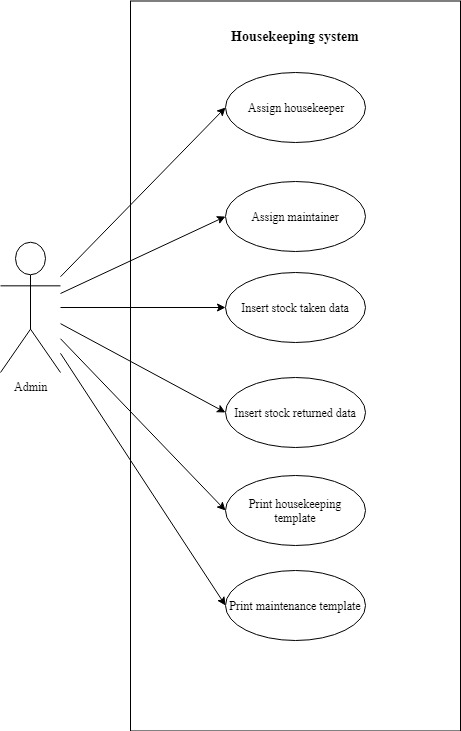 Housekeeping system
Assign housekeeper
Assign maintainer
Insert stock taken data
Admin
Insert stock returned data
Print housekeeping
template
Print maintenance template